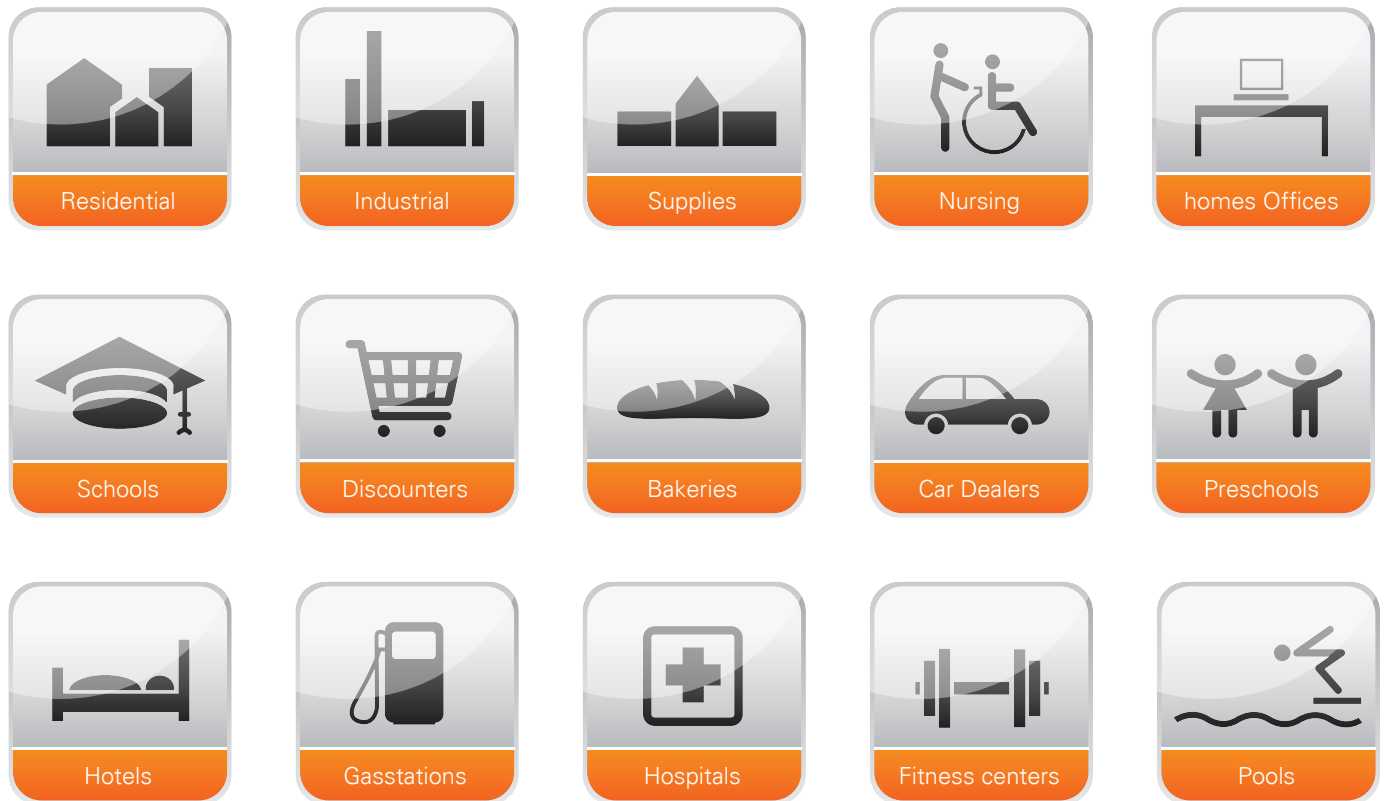 Residential
Industrial
Supplies
Nursing
homes Offices
Schools
Discounters
Bakeries
Car Dealers
Preschools
Hotels
Gasstations
Hospitals
Fitness centers
Pools